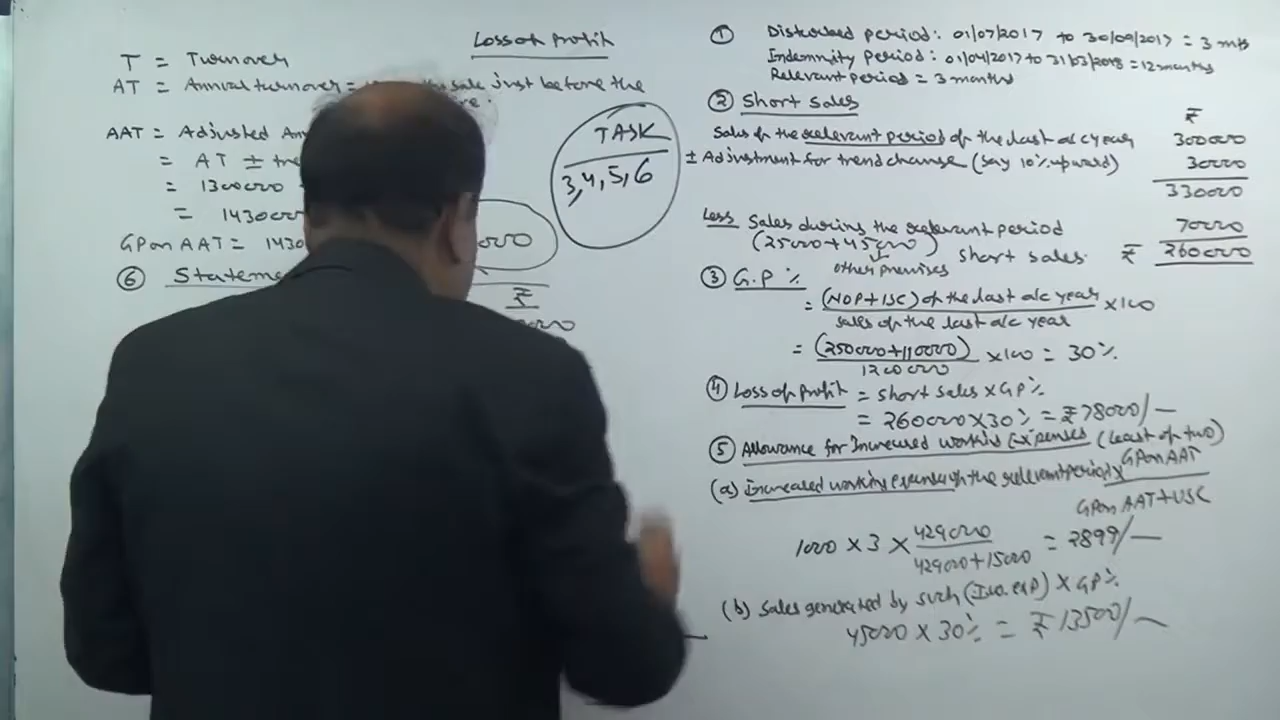 Loss of Profit
T = Turnover
AT = Annual turnover = sale just before the
AAT = Adjusted An
= AT ± tre
= 1300000
= 1430000
GP on AAT = 1430 000
⑥ Stateme
₹
TASK
3,4,5,6
① Disturbed period: 01/07/2017 to 30/09/2017 = 3 mts
Indemnity Period: 01/04/2017 to 31/03/2018 = 12 months
Relevant period = 3 months
② Short Sales ₹
Sales of the relevant period of the last a/c year 300000
± Adjustment for trend change (say 10% upward) 30000
330000
Less Sales during the relevant period 70000
(25000+45000) Short sales. ₹ 260000
other premises
③ G.P %
= (NOP+ISC) of the last a/c year × 100
sales of the last a/c year
= (250000+110000) × 100 = 30%
1200000
④ Loss of Profit = Short sales × GP%
= 260000 × 30% = ₹78000/-
⑤ Allowance for Increased working Expenses (least of two)
(a) Increased working expenses of the relevant period × GP on AAT
GP on AAT + USC
1000 × 3 × 429000 = 2899/-
429000+15000
(b) Sales generated by such (Inc. exp) × GP%
45000 × 30% = ₹13500/-